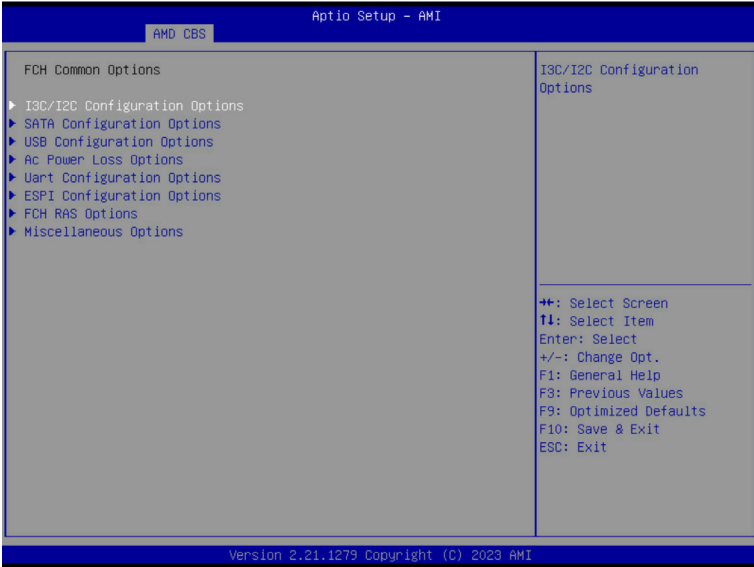 Aptio Setup – AMI
AMD CBS
FCH Common Options
I3C/I2C Configuration Options
SATA Configuration Options
USB Configuration Options
Ac Power Loss Options
Uart Configuration Options
ESPI Configuration Options
FCH RAS Options
Miscellaneous Options
I3C/I2C Configuration
Options
→←: Select Screen
↑↓: Select Item
Enter: Select
+/-: Change Opt.
F1: General Help
F3: Previous Values
F9: Optimized Defaults
F10: Save & Exit
ESC: Exit
Version 2.21.1279 Copyright (C) 2023 AMI